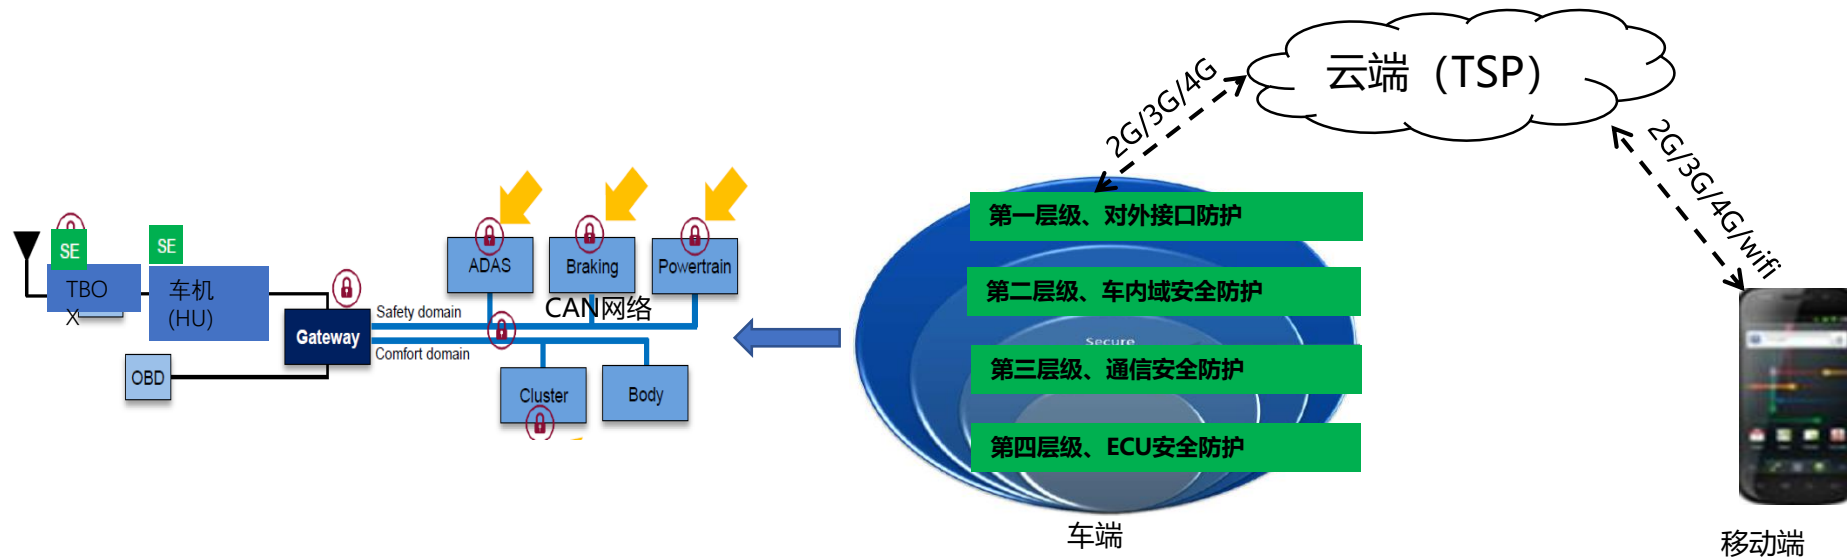 云端（TSP）
2G/3G/4G
2G/3G/4G/wifi
第一层级、对外接口防护
第二层级、车内域安全防护
Secure
第三层级、通信安全防护
第四层级、ECU安全防护
车端
移动端
SE
SE
TBO
X
车机
(HU)
OBD
Gateway
Safety domain
Comfort domain
CAN网络
ADAS
Braking
Powertrain
Cluster
Body